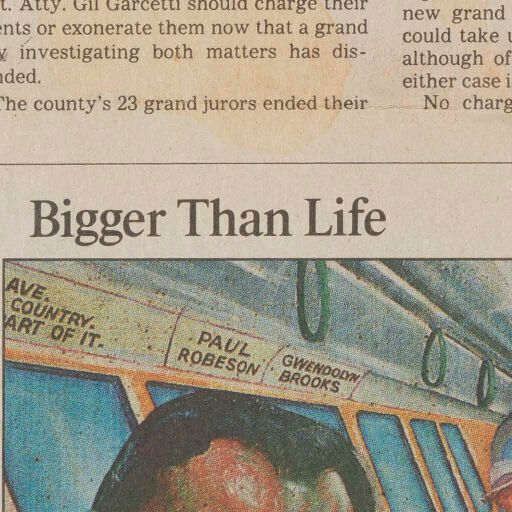 t. Atty. Gil Garcetti should charge their
ents or exonerate them now that a grand
y investigating both matters has dis-
nded.
The county's 23 grand jurors ended their
new grand
could take u
although of
either case i
No charg
Bigger Than Life
AVE.
COUNTRY.
ART OF IT.
PAUL
ROBESON
GWENDOLYN
BROOKS